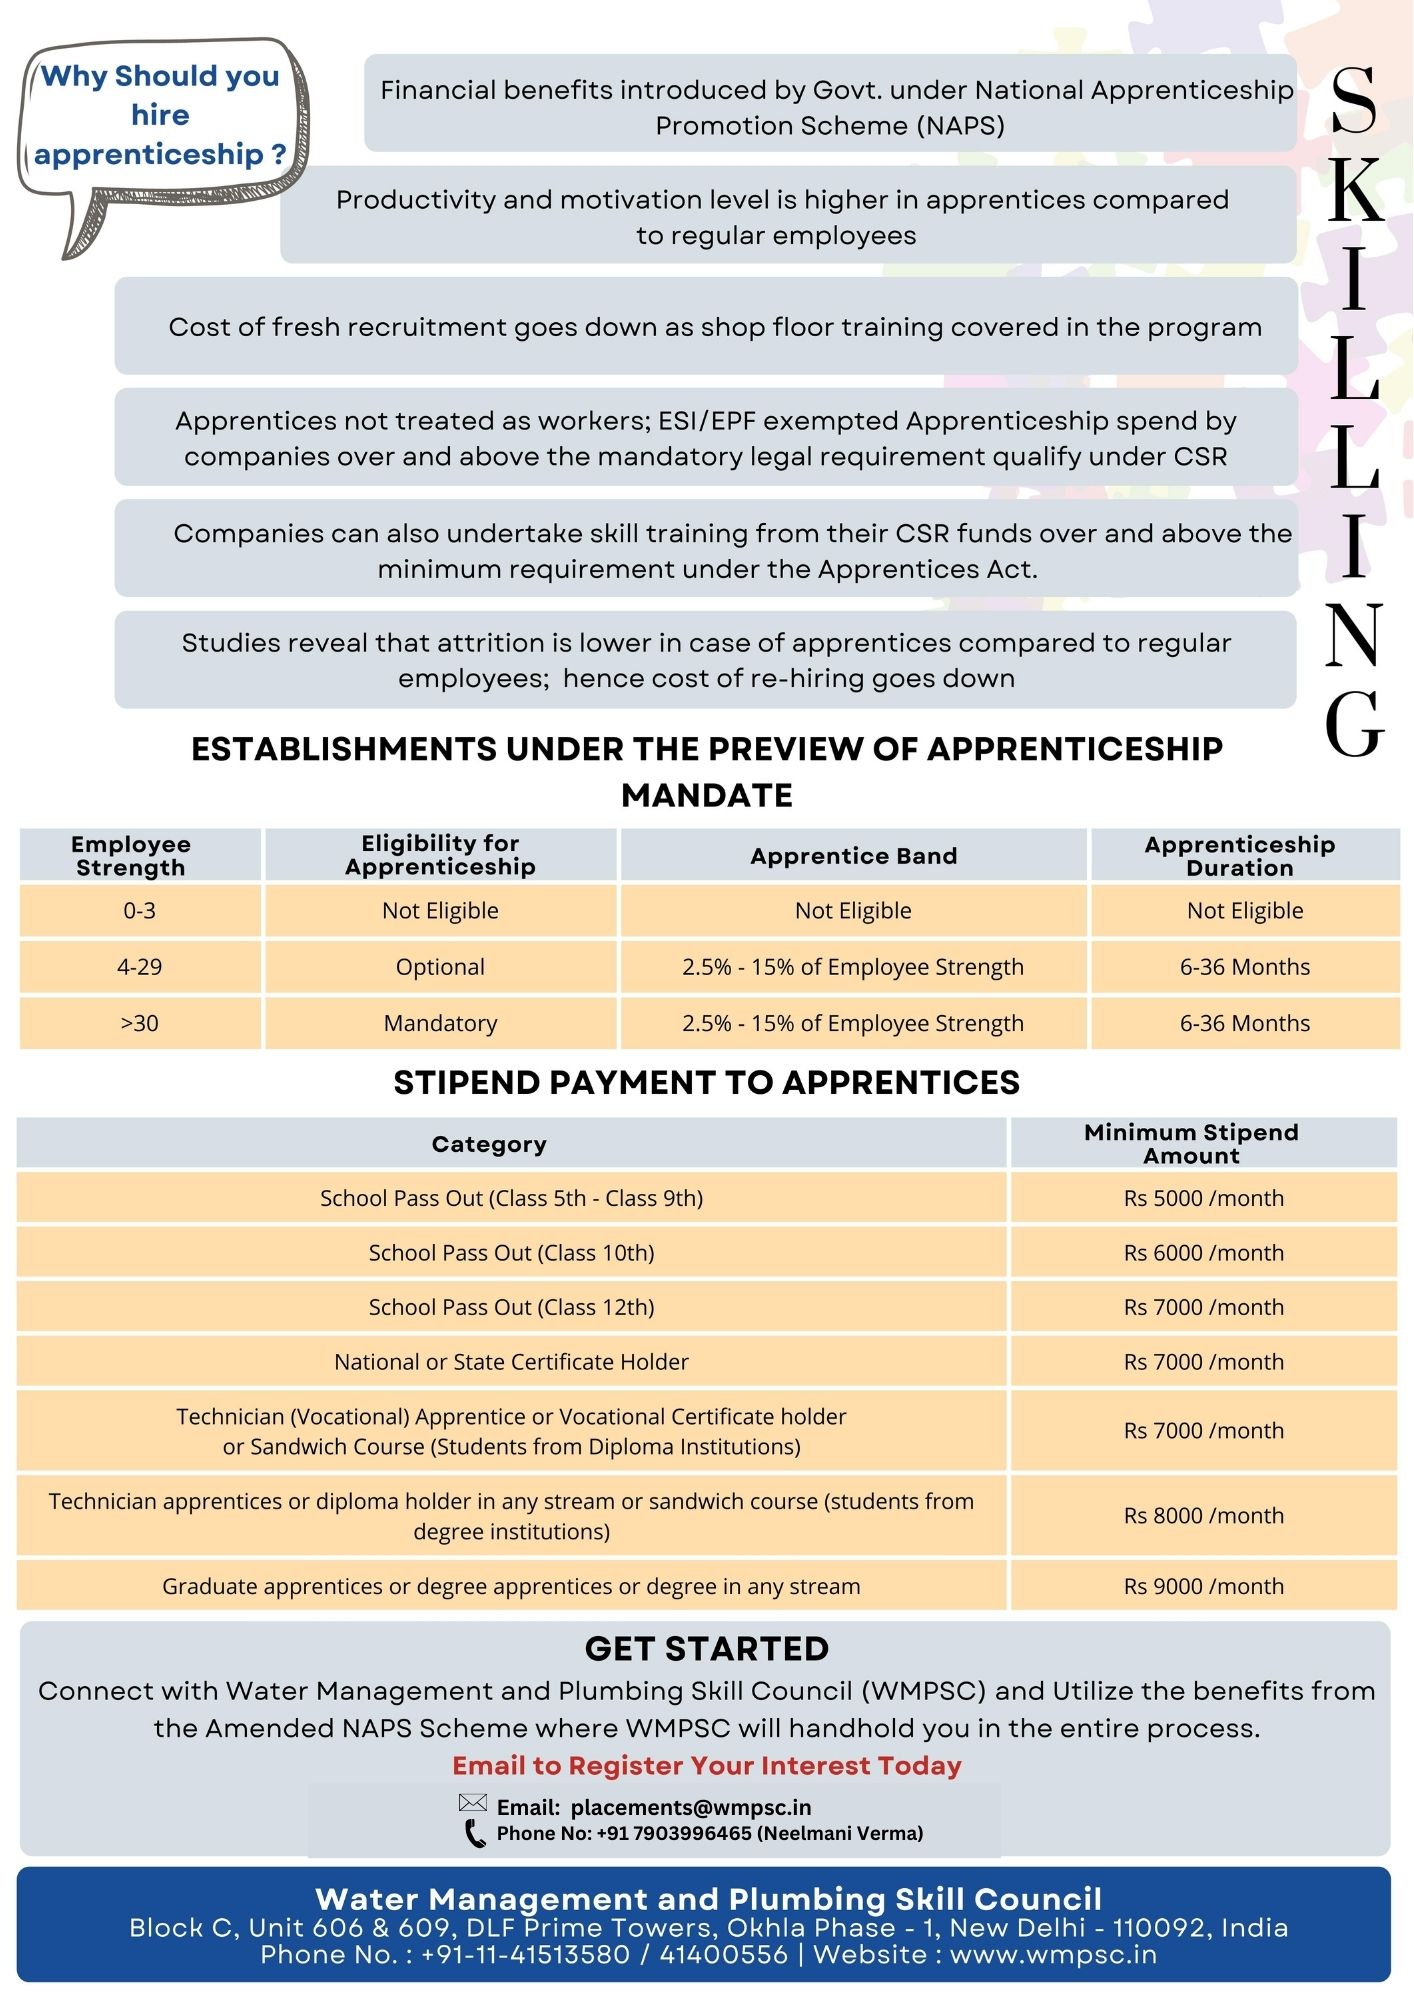 Why Should you
hire
apprenticeship ?
Financial benefits introduced by Govt. under National Apprenticeship
Promotion Scheme (NAPS)
Productivity and motivation level is higher in apprentices compared
to regular employees
Cost of fresh recruitment goes down as shop floor training covered in the program
Apprentices not treated as workers; ESI/EPF exempted Apprenticeship spend by
companies over and above the mandatory legal requirement qualify under CSR
Companies can also undertake skill training from their CSR funds over and above the
minimum requirement under the Apprentices Act.
Studies reveal that attrition is lower in case of apprentices compared to regular
employees;  hence cost of re-hiring goes down
SKILLING
ESTABLISHMENTS UNDER THE PREVIEW OF APPRENTICESHIP
MANDATE
Employee Strength | Eligibility for Apprenticeship | Apprentice Band | Apprenticeship Duration
0-3 | Not Eligible | Not Eligible | Not Eligible
4-29 | Optional | 2.5% - 15% of Employee Strength | 6-36 Months
>30 | Mandatory | 2.5% - 15% of Employee Strength | 6-36 Months
STIPEND PAYMENT TO APPRENTICES
Category | Minimum Stipend Amount
School Pass Out (Class 5th - Class 9th) | Rs 5000 /month
School Pass Out (Class 10th) | Rs 6000 /month
School Pass Out (Class 12th) | Rs 7000 /month
National or State Certificate Holder | Rs 7000 /month
Technician (Vocational) Apprentice or Vocational Certificate holder
or Sandwich Course (Students from Diploma Institutions) | Rs 7000 /month
Technician apprentices or diploma holder in any stream or sandwich course (students from
degree institutions) | Rs 8000 /month
Graduate apprentices or degree apprentices or degree in any stream | Rs 9000 /month
GET STARTED
Connect with Water Management and Plumbing Skill Council (WMPSC) and Utilize the benefits from
the Amended NAPS Scheme where WMPSC will handhold you in the entire process.
Email to Register Your Interest Today
Email:  placements@wmpsc.in
Phone No: +91 7903996465 (Neelmani Verma)
Water Management and Plumbing Skill Council
Block C, Unit 606 & 609, DLF Prime Towers, Okhla Phase - 1, New Delhi - 110092, India
Phone No. : +91-11-41513580 / 41400556 | Website : www.wmpsc.in